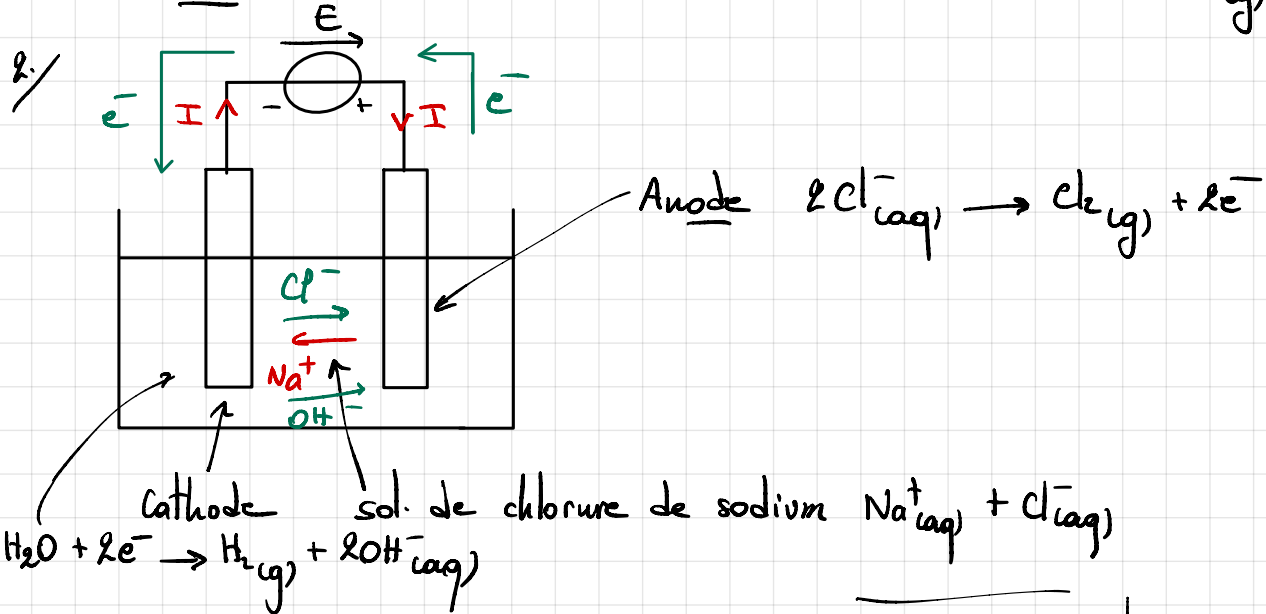 g)
2./
E
e⁻ I - + I e⁻
Anode 2Cl⁻(aq) → Cl₂(g) + 2e⁻
Cl⁻
Na⁺
OH⁻
Cathode sol. de chlorure de sodium Na⁺(aq) + Cl⁻(aq)
H₂O + 2e⁻ → H₂(g) + 2OH⁻(aq)